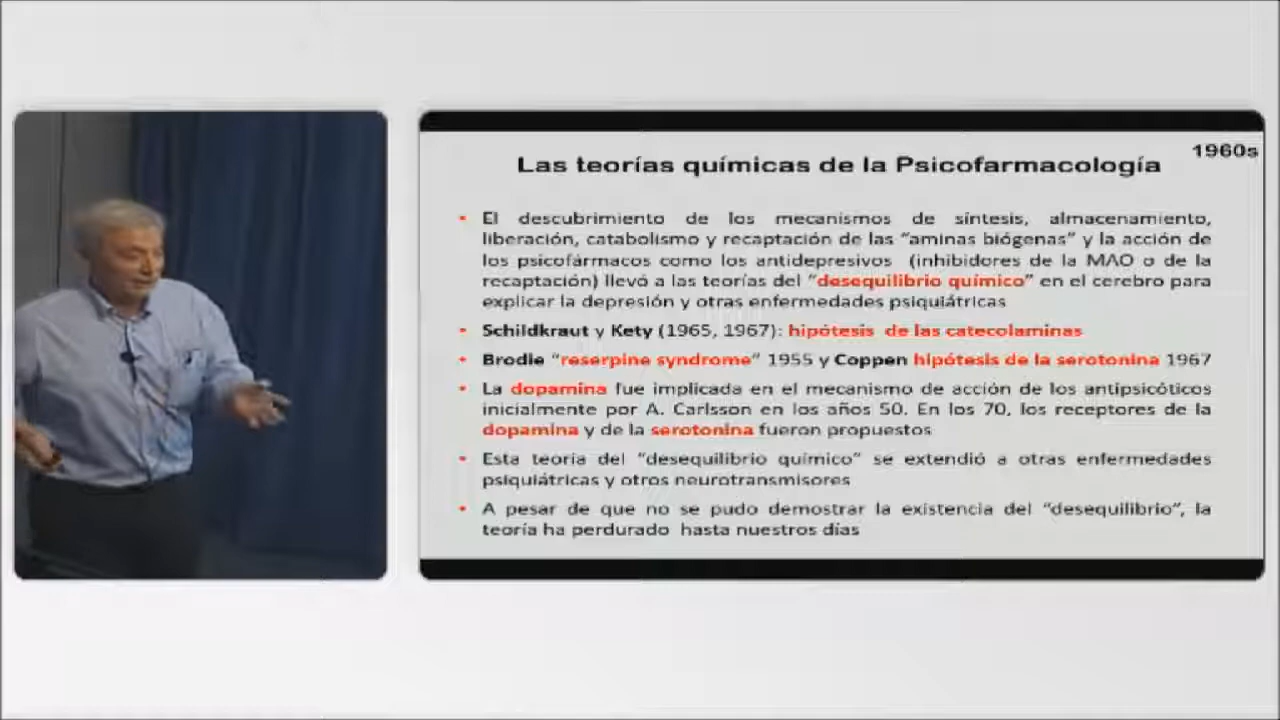 1960s
Las teorías químicas de la Psicofarmacología
• El descubrimiento de los mecanismos de síntesis, almacenamiento,
liberación, catabolismo y recaptación de las “aminas biógenas” y la acción de
los psicofármacos como los antidepresivos (inhibidores de la MAO o de la
recaptación) llevó a las teorías del “desequilibrio químico” en el cerebro para
explicar la depresión y otras enfermedades psiquiátricas
• Schildkraut y Kety (1965, 1967): hipótesis de las catecolaminas
• Brodie “reserpine syndrome” 1955 y Coppen hipótesis de la serotonina 1967
• La dopamina fue implicada en el mecanismo de acción de los antipsicóticos
inicialmente por A. Carlsson en los años 50. En los 70, los receptores de la
dopamina y de la serotonina fueron propuestos
• Esta teoría del “desequilibrio químico” se extendió a otras enfermedades
psiquiátricas y otros neurotransmisores
• A pesar de que no se pudo demostrar la existencia del “desequilibrio”, la
teoría ha perdurado hasta nuestros días